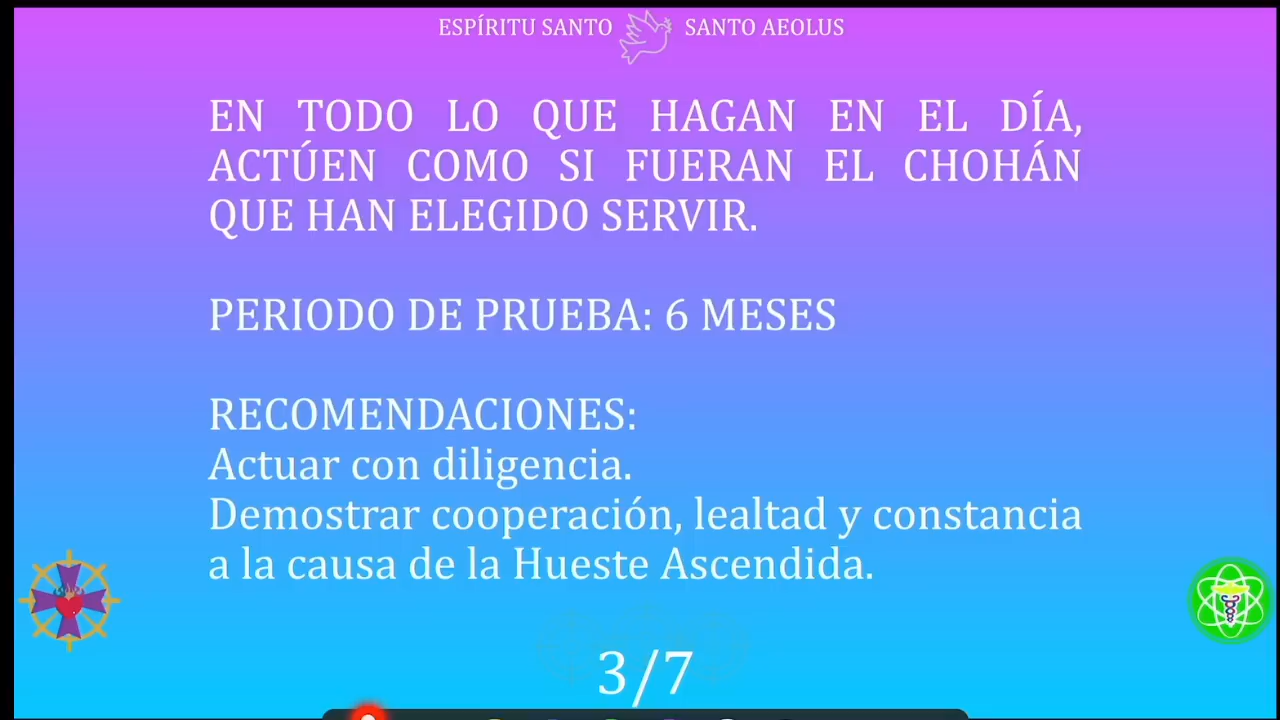 ESPÍRITU SANTO SANTO AEOLUS
EN TODO LO QUE HAGAN EN EL DÍA,
ACTÚEN COMO SI FUERAN EL CHOHÁN
QUE HAN ELEGIDO SERVIR.
PERIODO DE PRUEBA: 6 MESES
RECOMENDACIONES:
Actuar con diligencia.
Demostrar cooperación, lealtad y constancia
a la causa de la Hueste Ascendida.
3/7